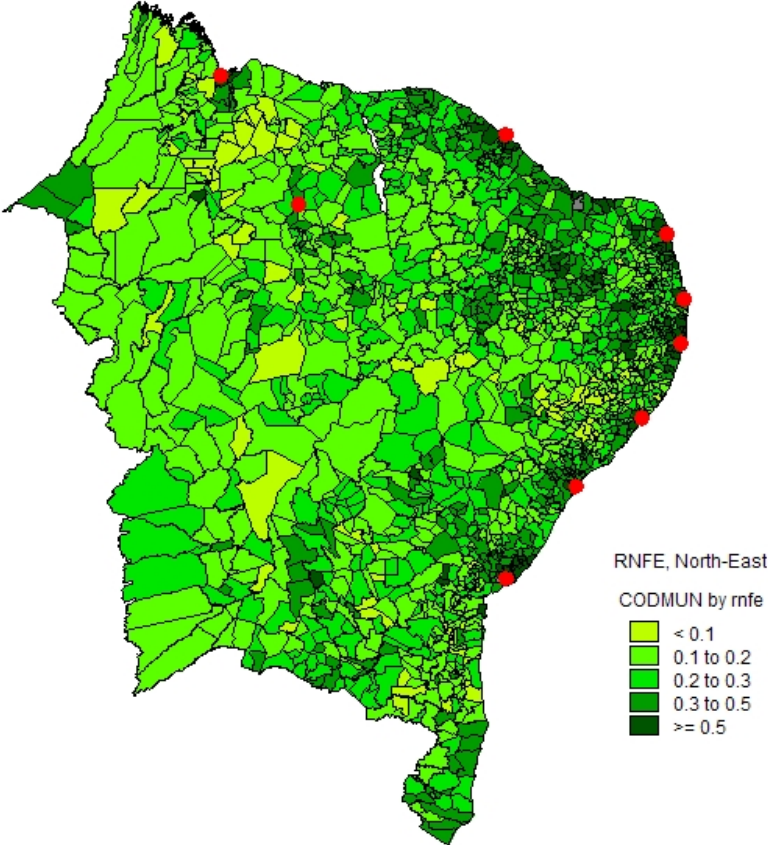 RNFE, North-East
CODMUN by rnfe
< 0.1
0.1 to 0.2
0.2 to 0.3
0.3 to 0.5
>= 0.5